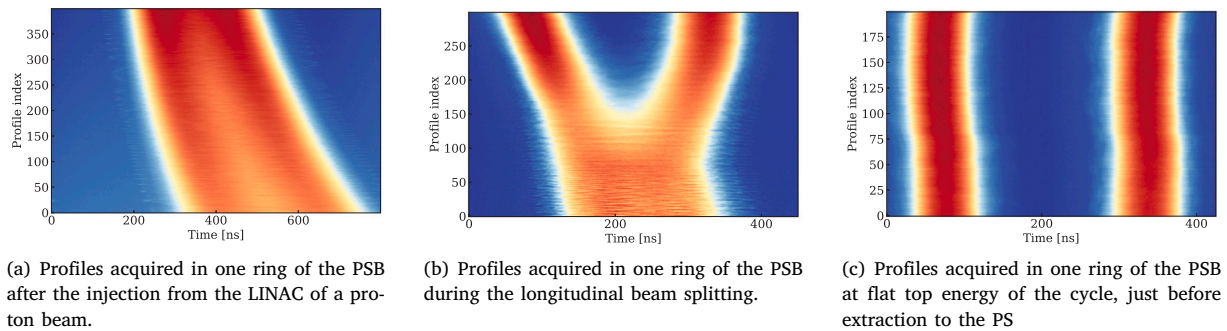 350
300
250
200
150
100
50
0
Profile index
0 200 400 600
Time [ns]
250
200
150
100
50
0
Profile index
0 200 400
Time [ns]
175
150
125
100
75
50
25
0
Profile index
0 200 400
Time [ns]
(a) Profiles acquired in one ring of the PSB
after the injection from the LINAC of a pro-
ton beam.
(b) Profiles acquired in one ring of the PSB
during the longitudinal beam splitting.
(c) Profiles acquired in one ring of the PSB
at flat top energy of the cycle, just before
extraction to the PS